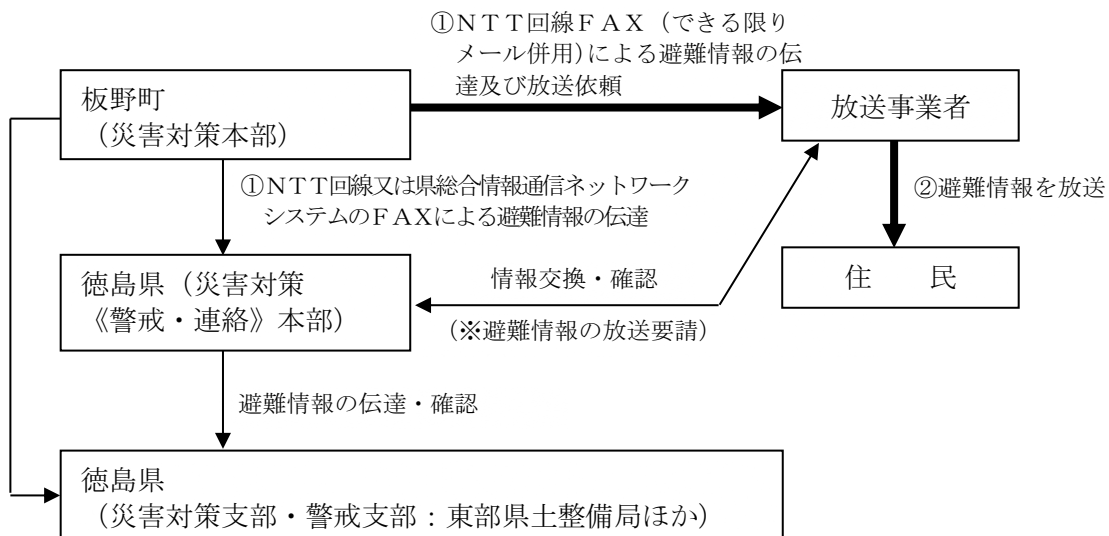 ①ＮＴＴ回線ＦＡＸ（できる限り
メール併用）による避難情報の伝
達及び放送依頼
板野町
（災害対策本部）
放送事業者
①ＮＴＴ回線又は県総合情報通信ネットワーク
システムのＦＡＸによる避難情報の伝達
②避難情報を放送
徳島県（災害対策
《警戒・連絡》本部）
情報交換・確認
（※避難情報の放送要請）
住　　民
避難情報の伝達・確認
徳島県
（災害対策支部・警戒支部：東部県土整備局ほか）